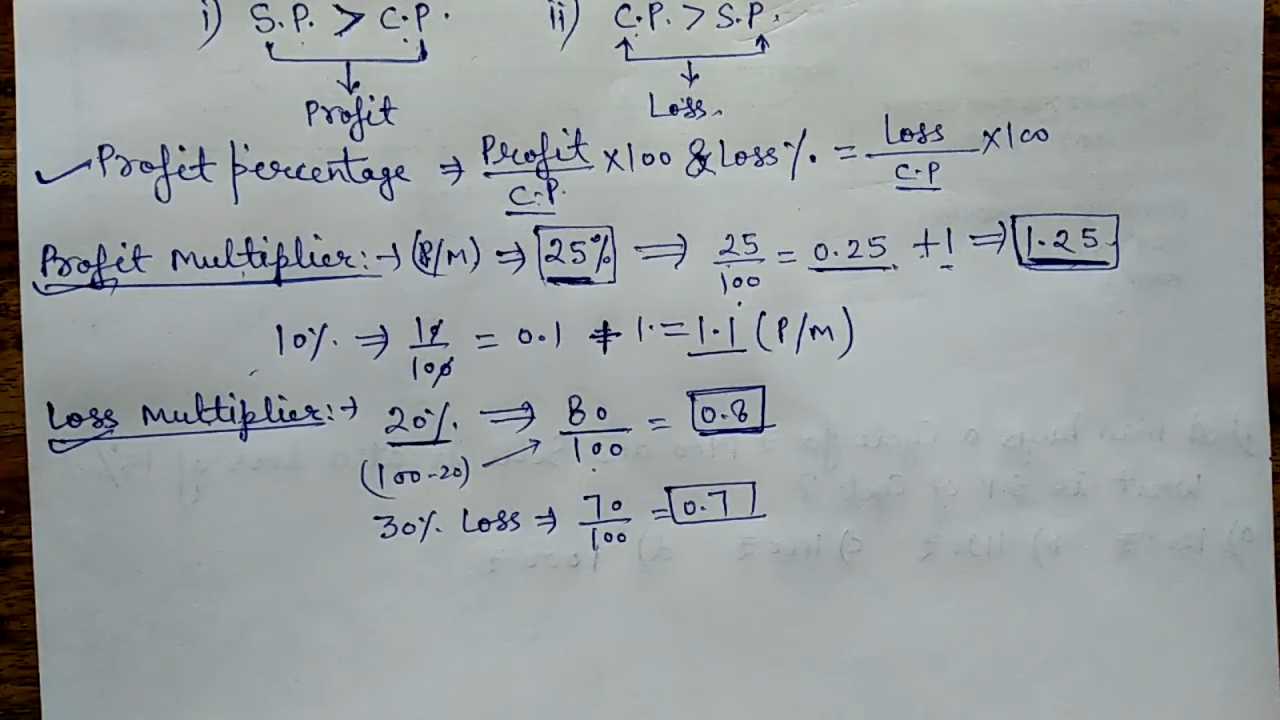 i) S.P. > C.P. ii) C.P. > S.P.
Profit Loss.
Profit percentage ⇒ Profit/C.P. ×100 & Loss% = Loss/C.P ×100
Profit Multiplier:→ (P/M) ⇒ 25% ⇒ 25/100 = 0.25 +1 ⇒ 1.25
10% ⇒ 10/100 = 0.1 + 1 = 1.1 (P/M)
Loss Multiplier:→ 20% ⇒ 80/100 = 0.8
(100-20)
30% Loss ⇒ 70/100 = 0.7